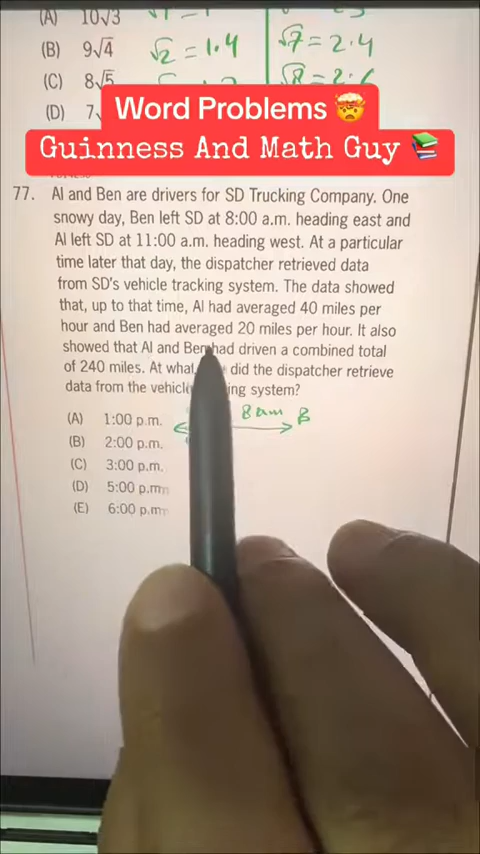 (A) 10√3
(B) 9√4 √2 = 1.4 √7 = 2.4
(C) 8√5 √8 = 2.6
(D) 7
Word Problems 🤯
Guinness And Math Guy 📚
77. Al and Ben are drivers for SD Trucking Company. One
snowy day, Ben left SD at 8:00 a.m. heading east and
Al left SD at 11:00 a.m. heading west. At a particular
time later that day, the dispatcher retrieved data
from SD's vehicle tracking system. The data showed
that, up to that time, Al had averaged 40 miles per
hour and Ben had averaged 20 miles per hour. It also
showed that Al and Ben had driven a combined total
of 240 miles. At what did the dispatcher retrieve
data from the vehicle system?
(A) 1:00 p.m. 8am B
(B) 2:00 p.m.
(C) 3:00 p.m.
(D) 5:00 p.m.
(E) 6:00 p.m.